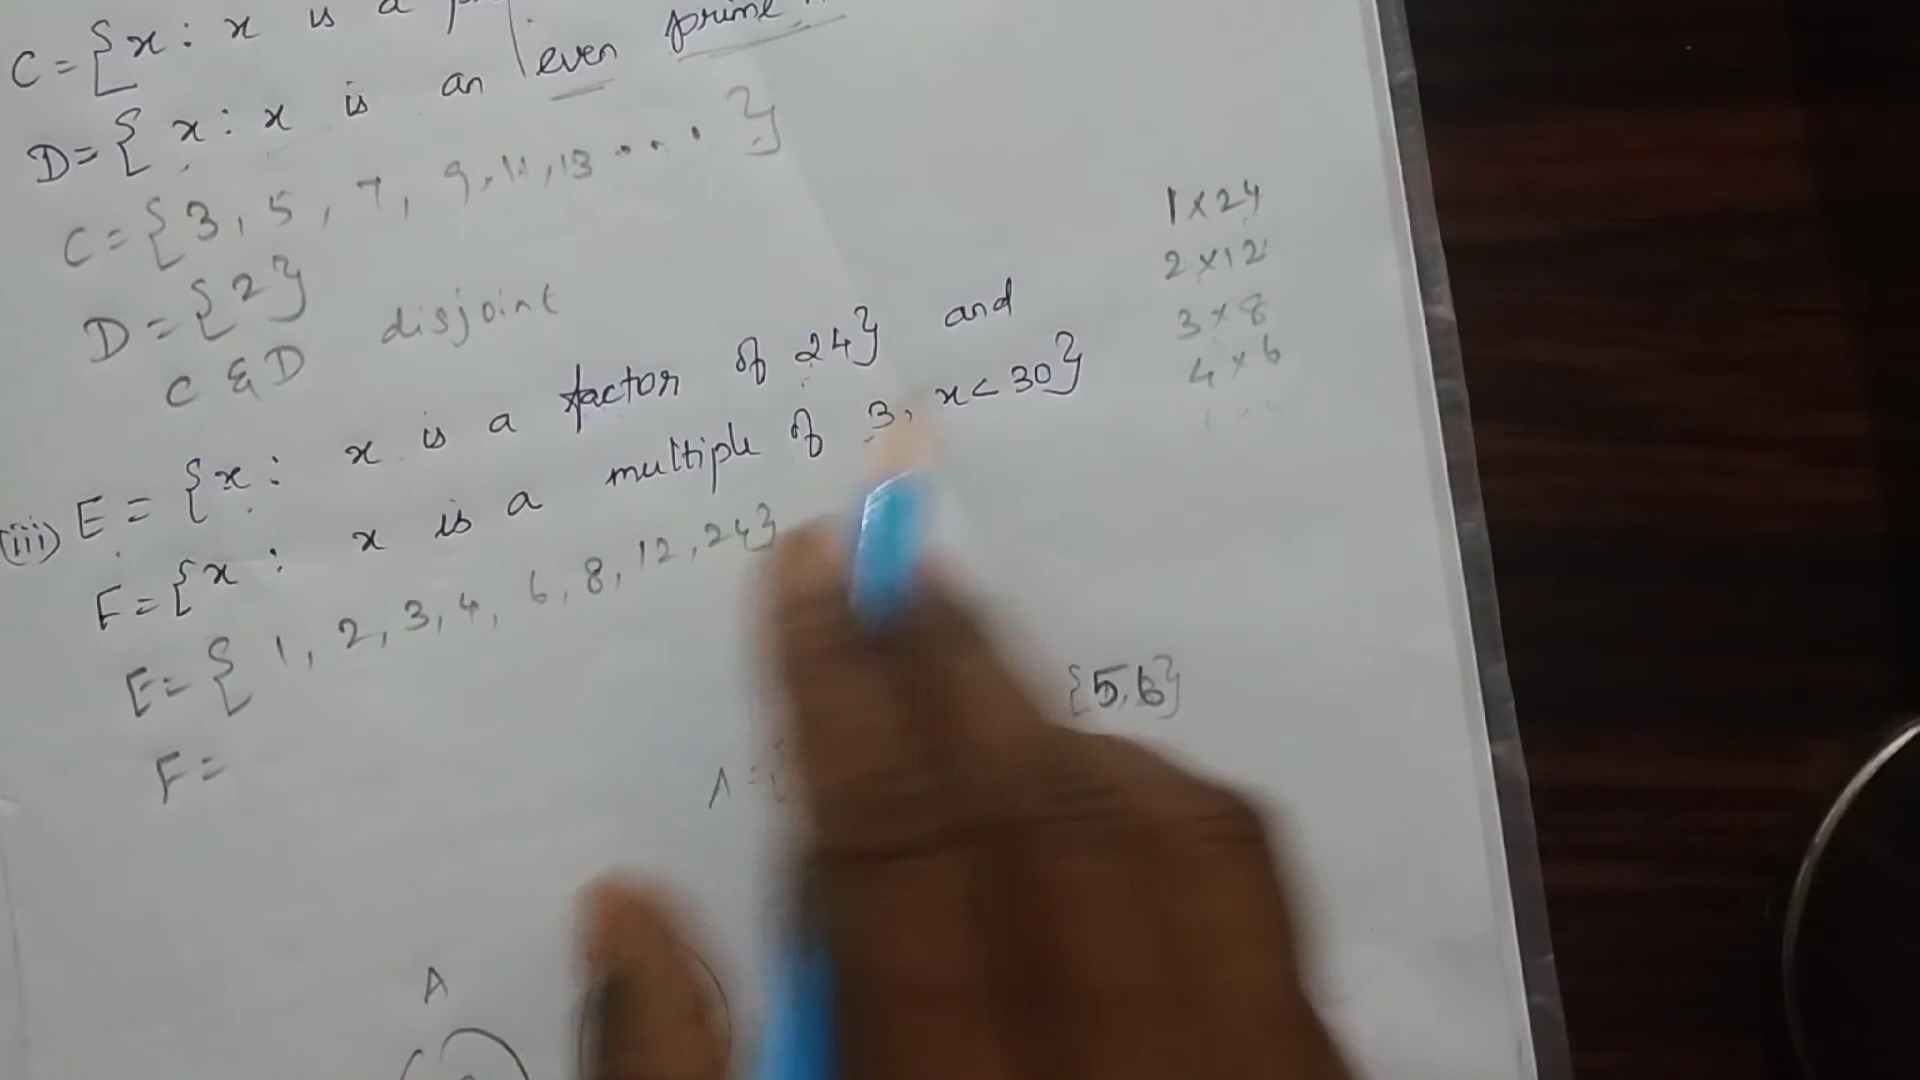 C = {x : x is a
D = { x : x is an even prime
C = {3, 5, 7, 9, 11, 13 . . . . }
D = {2}
C & D disjoint
1 × 24
2 × 12
3 × 8
4 × 6
(iii) E = {x : x is a factor of 24} and
F = {x : x is a multiple of 3, x < 30}
E = { 1, 2, 3, 4, 6, 8, 12, 24}
F =
{5,6}
A = {
A